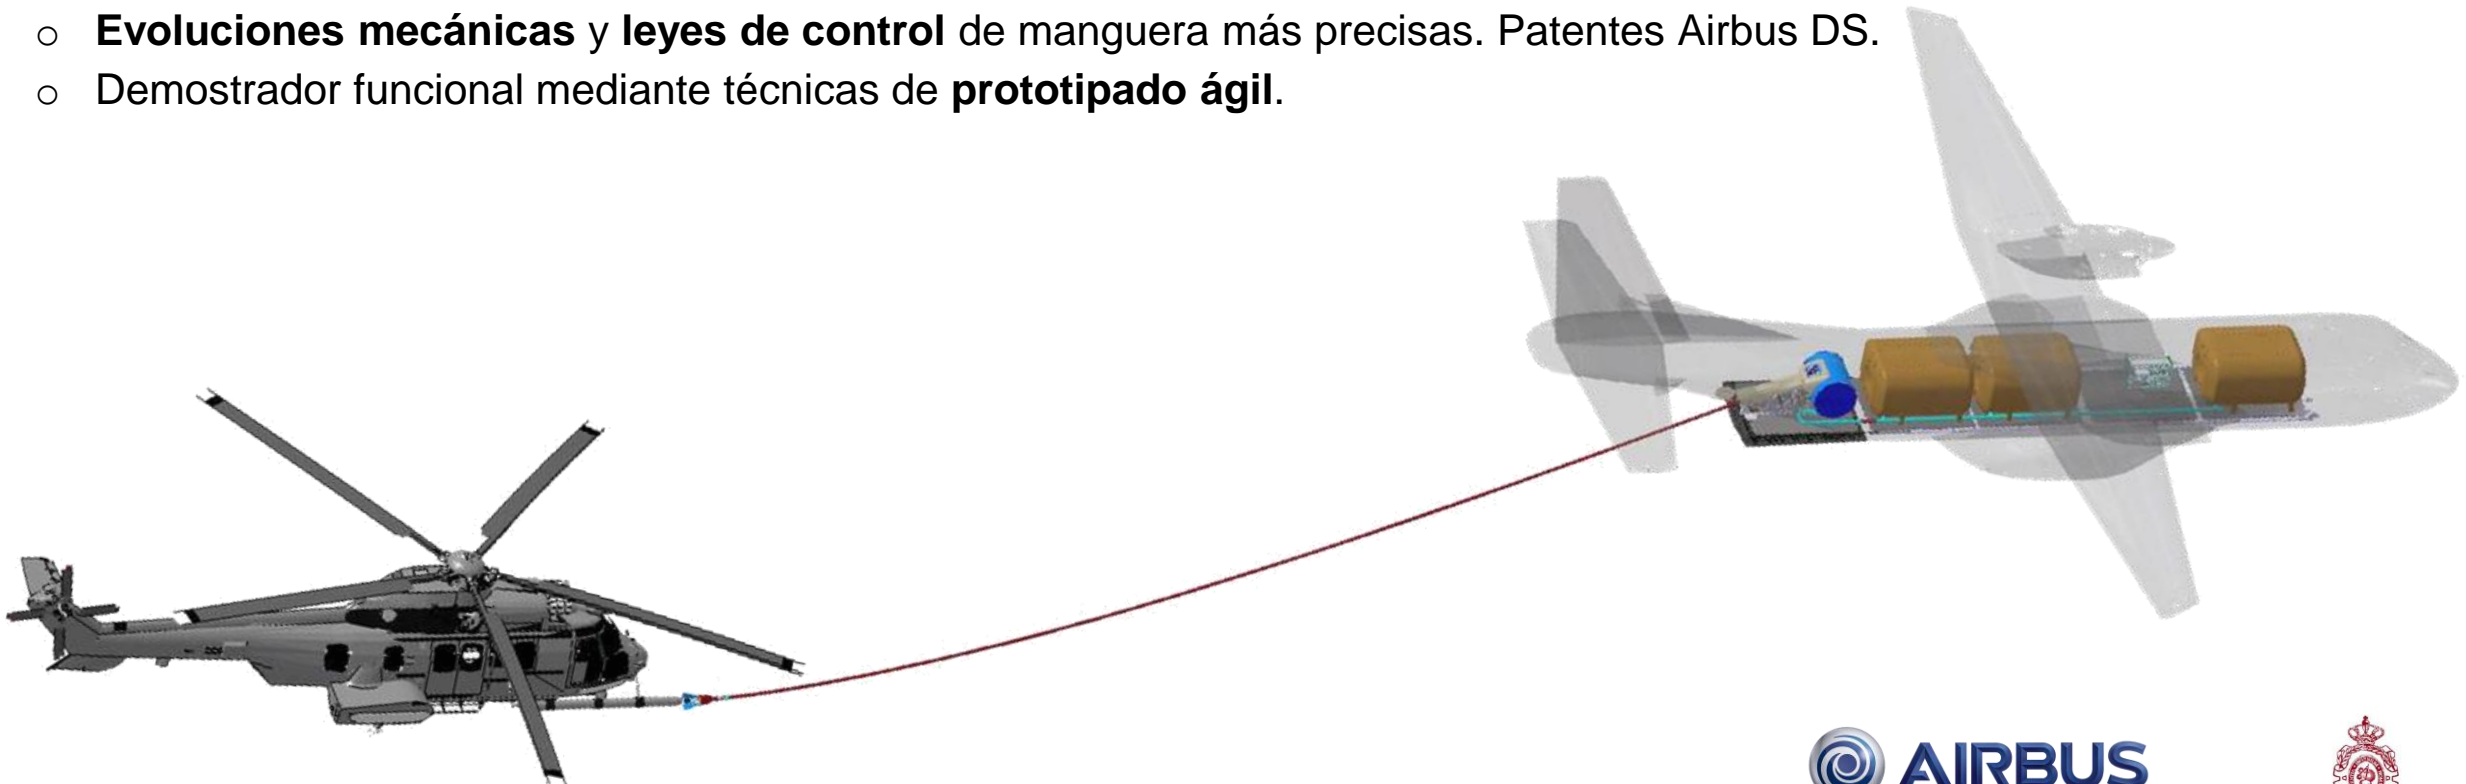 o Evoluciones mecánicas y leyes de control de manguera más precisas. Patentes Airbus DS.
o Demostrador funcional mediante técnicas de prototipado ágil.
AIRBUS